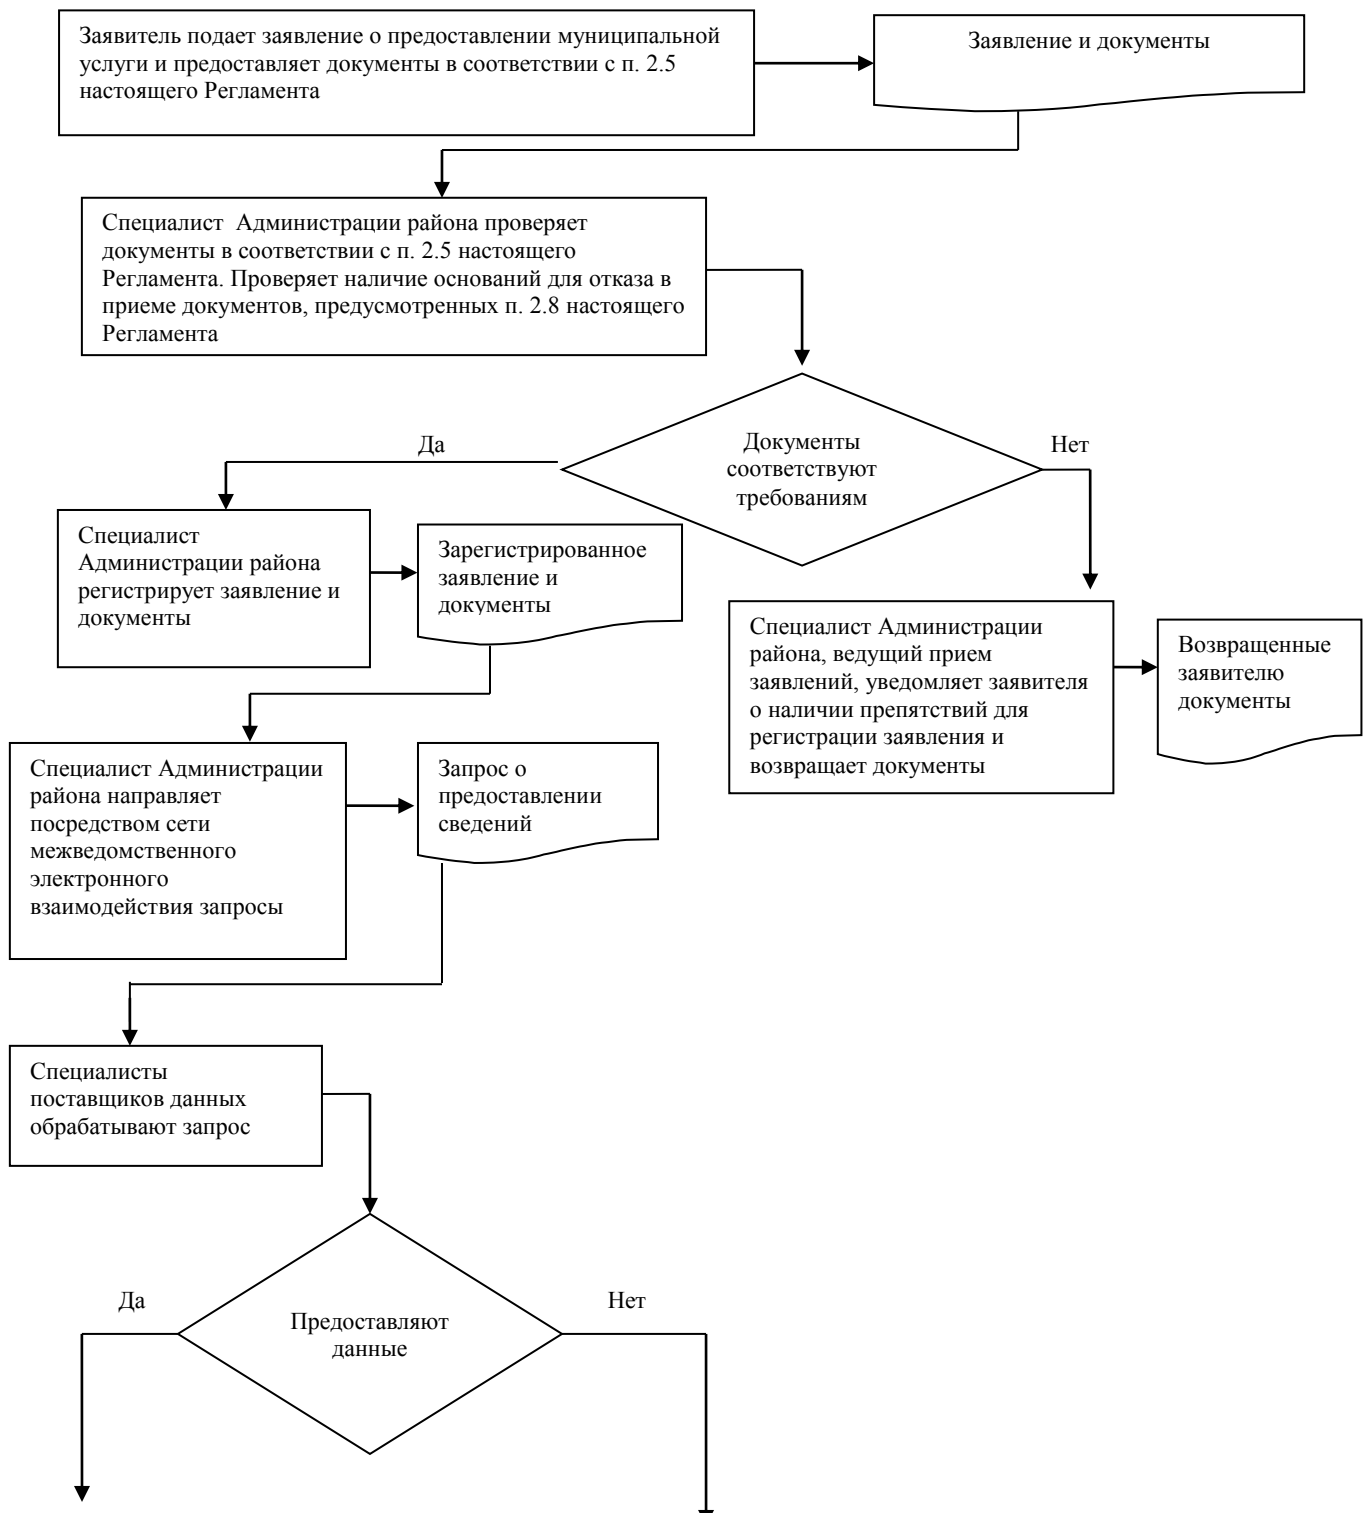 Заявитель подает заявление о предоставлении муниципальной
услуги и предоставляет документы в соответствии с п. 2.5
настоящего Регламента
Заявление и документы
Специалист  Администрации района проверяет
документы в соответствии с п. 2.5 настоящего
Регламента. Проверяет наличие оснований для отказа в
приеме документов, предусмотренных п. 2.8 настоящего
Регламента
Да
Документы
соответствуют
требованиям
Нет
Специалист
Администрации района
регистрирует заявление и
документы
Зарегистрированное
заявление и
документы
Специалист Администрации
района, ведущий прием
заявлений, уведомляет заявителя
о наличии препятствий для
регистрации заявления и
возвращает документы
Возвращенные
заявителю
документы
Специалист Администрации
района направляет
посредством сети
межведомственного
электронного
взаимодействия запросы
Запрос о
предоставлении
сведений
Специалисты
поставщиков данных
обрабатывают запрос
Да
Предоставляют
данные
Нет